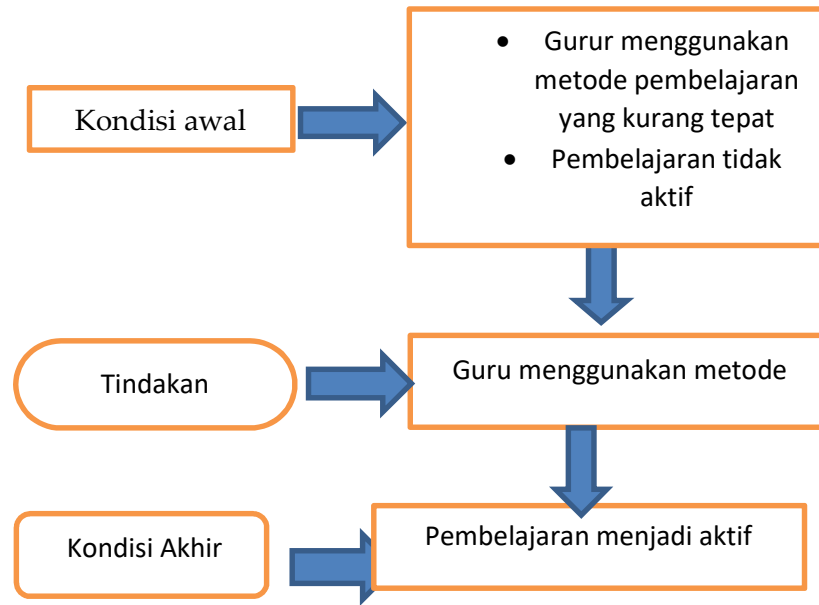 Kondisi awal
• Gurur menggunakan
metode pembelajaran
yang kurang tepat
• Pembelajaran tidak
aktif
Tindakan
Guru menggunakan metode
Kondisi Akhir
Pembelajaran menjadi aktif